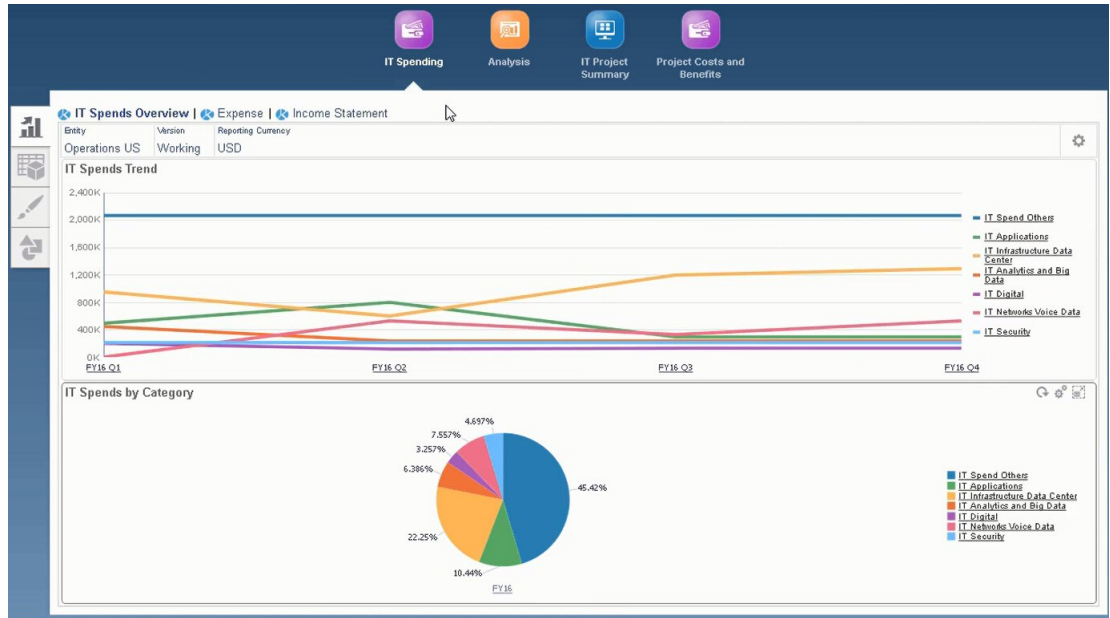 IT Spending
Analysis
IT Project
Summary
Project Costs and
Benefits
IT Spends Overview | Expense | Income Statement
Entity Version Reporting Currency
Operations US Working USD
IT Spends Trend
2,400K
2,000K
1,600K
1,200K
800K
400K
0K
FY16 Q1 FY16 Q2 FY16 Q3 FY16 Q4
IT Spend Others
IT Applications
IT Infrastructure Data
Center
IT Analytics and Big
Data
IT Digital
IT Networks Voice Data
IT Security
IT Spends by Category
4.697%
7.557%
3.257%
6.386%
45.42%
22.25%
10.44%
FY16
IT Spend Others
IT Applications
IT Infrastructure Data Center
IT Analytics and Big Data
IT Digital
IT Networks Voice Data
IT Security